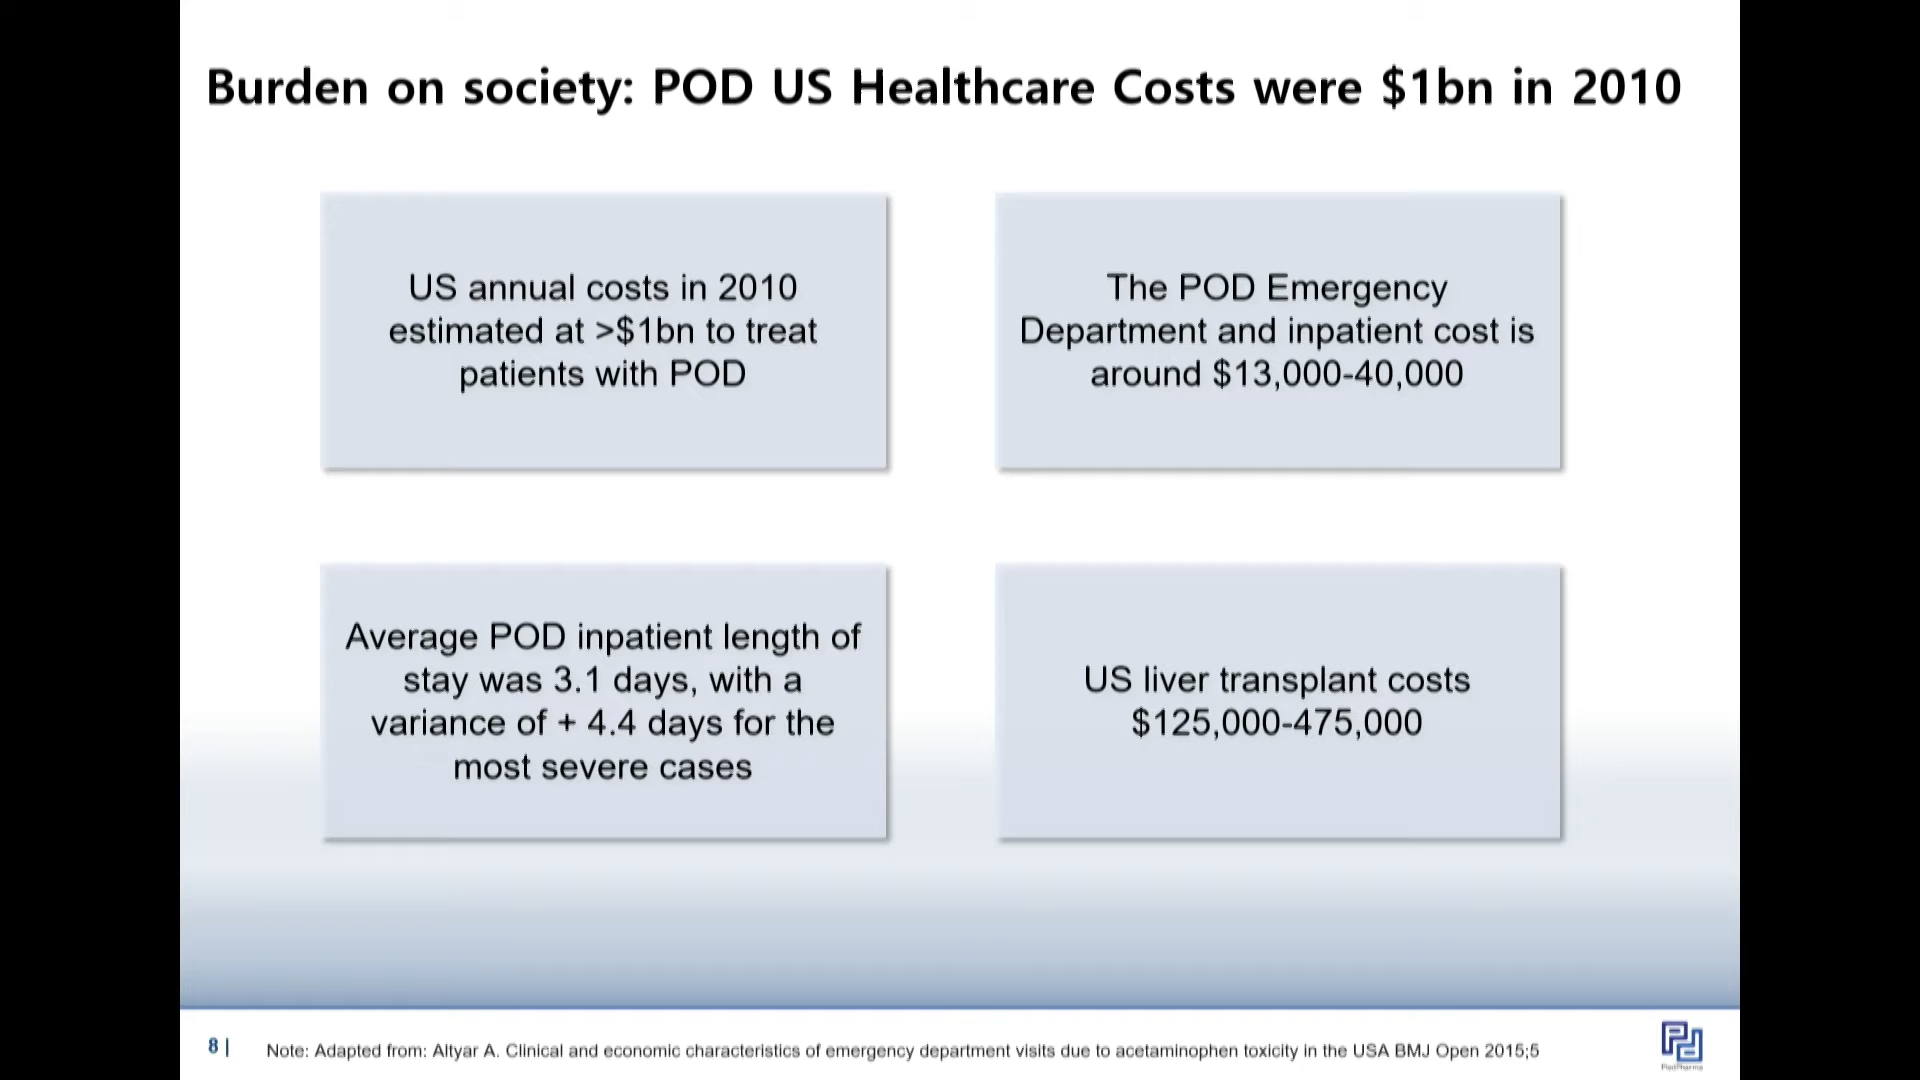 Burden on society: POD US Healthcare Costs were $1bn in 2010
US annual costs in 2010
estimated at >$1bn to treat
patients with POD
The POD Emergency
Department and inpatient cost is
around $13,000-40,000
Average POD inpatient length of
stay was 3.1 days, with a
variance of + 4.4 days for the
most severe cases
US liver transplant costs
$125,000-475,000
8 |
Note: Adapted from: Altyar A. Clinical and economic characteristics of emergency department visits due to acetaminophen toxicity in the USA BMJ Open 2015;5
PledPharma